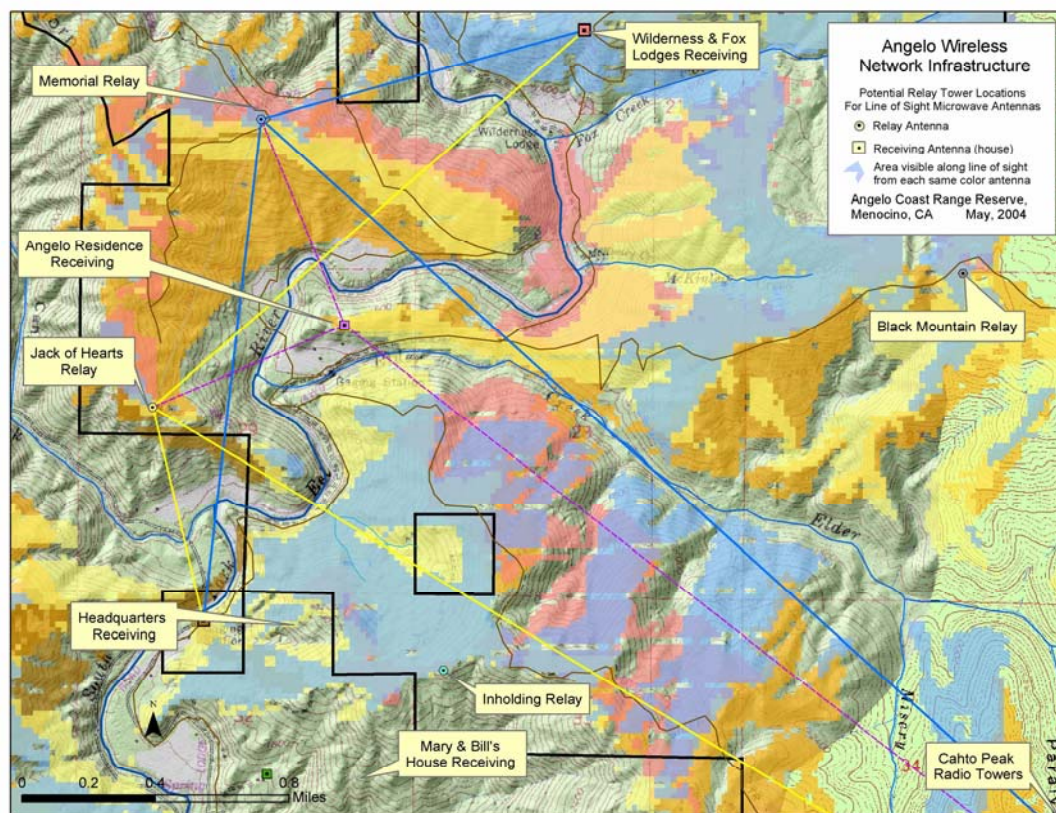 Angelo Wireless
Network Infrastructure
Potential Relay Tower Locations
For Line of Sight Microwave Antennas
Relay Antenna
Receiving Antenna (house)
Area visible along line of sight
from each same color antenna
Angelo Coast Range Reserve,
Menocino, CA May, 2004
Wilderness & Fox
Lodges Receiving
Memorial Relay
Wilderness
Lodge
Fox Creek
Angelo Residence
Receiving
Black Mountain Relay
Jack of Hearts
Relay
River
Eel
Elder
Headquarters
Receiving
Inholding Relay
Mary & Bill's
House Receiving
Misery
34
Cahto Peak
Radio Towers
N
0 0.2 0.4 0.8
Miles